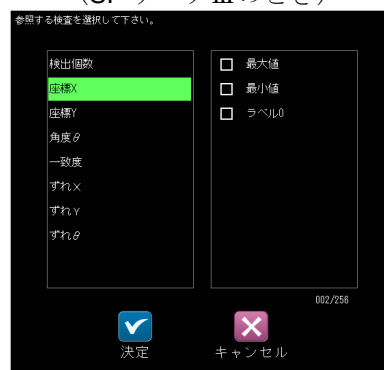 参照する検査を選択して下さい。
検出個数
座標X
座標Y
角度θ
一致度
ずれX
ずれY
ずれθ
最大値
最小値
ラベル0
002/256
決定
キャンセル